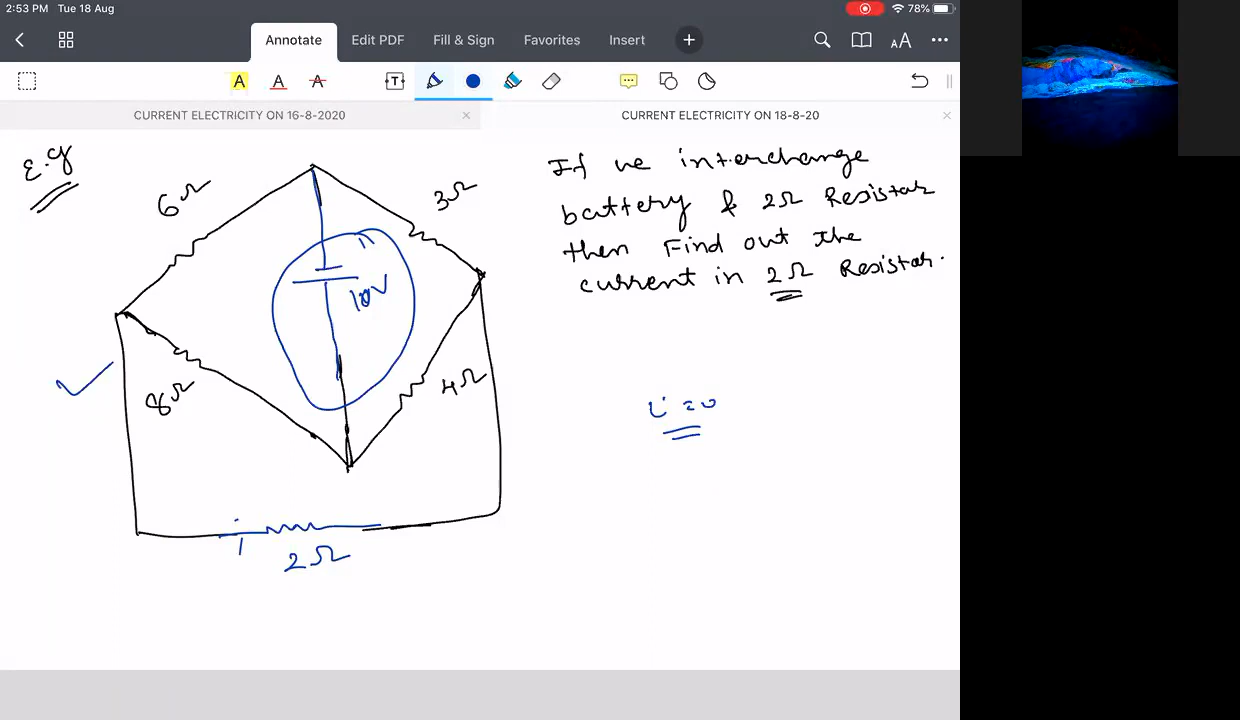 2:53 PM Tue 18 Aug
78%
Annotate Edit PDF Fill & Sign Favorites Insert
A A A T
CURRENT ELECTRICITY ON 16-8-2020
CURRENT ELECTRICITY ON 18-8-20
E.g
6Ω
3Ω
10V
8Ω
4Ω
2Ω
If we interchange
battery & 2Ω Resistor
then Find out the
current in 2Ω Resistor.
i = 0